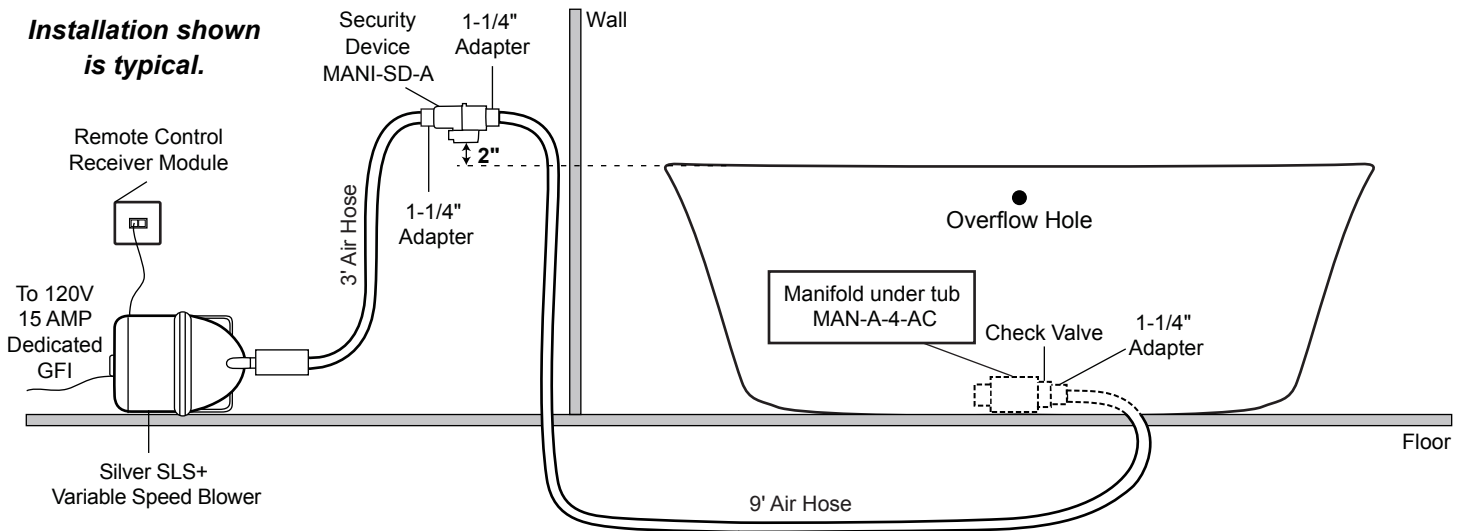 Installation shown
is typical.
Security
Device
MANI-SD-A
1-1/4"
Adapter
Wall
Remote Control
Receiver Module
2"
1-1/4"
Adapter
3' Air Hose
Overflow Hole
To 120V
15 AMP
Dedicated
GFI
Manifold under tub
MAN-A-4-AC
Check Valve
1-1/4"
Adapter
Floor
Silver SLS+
Variable Speed Blower
9' Air Hose